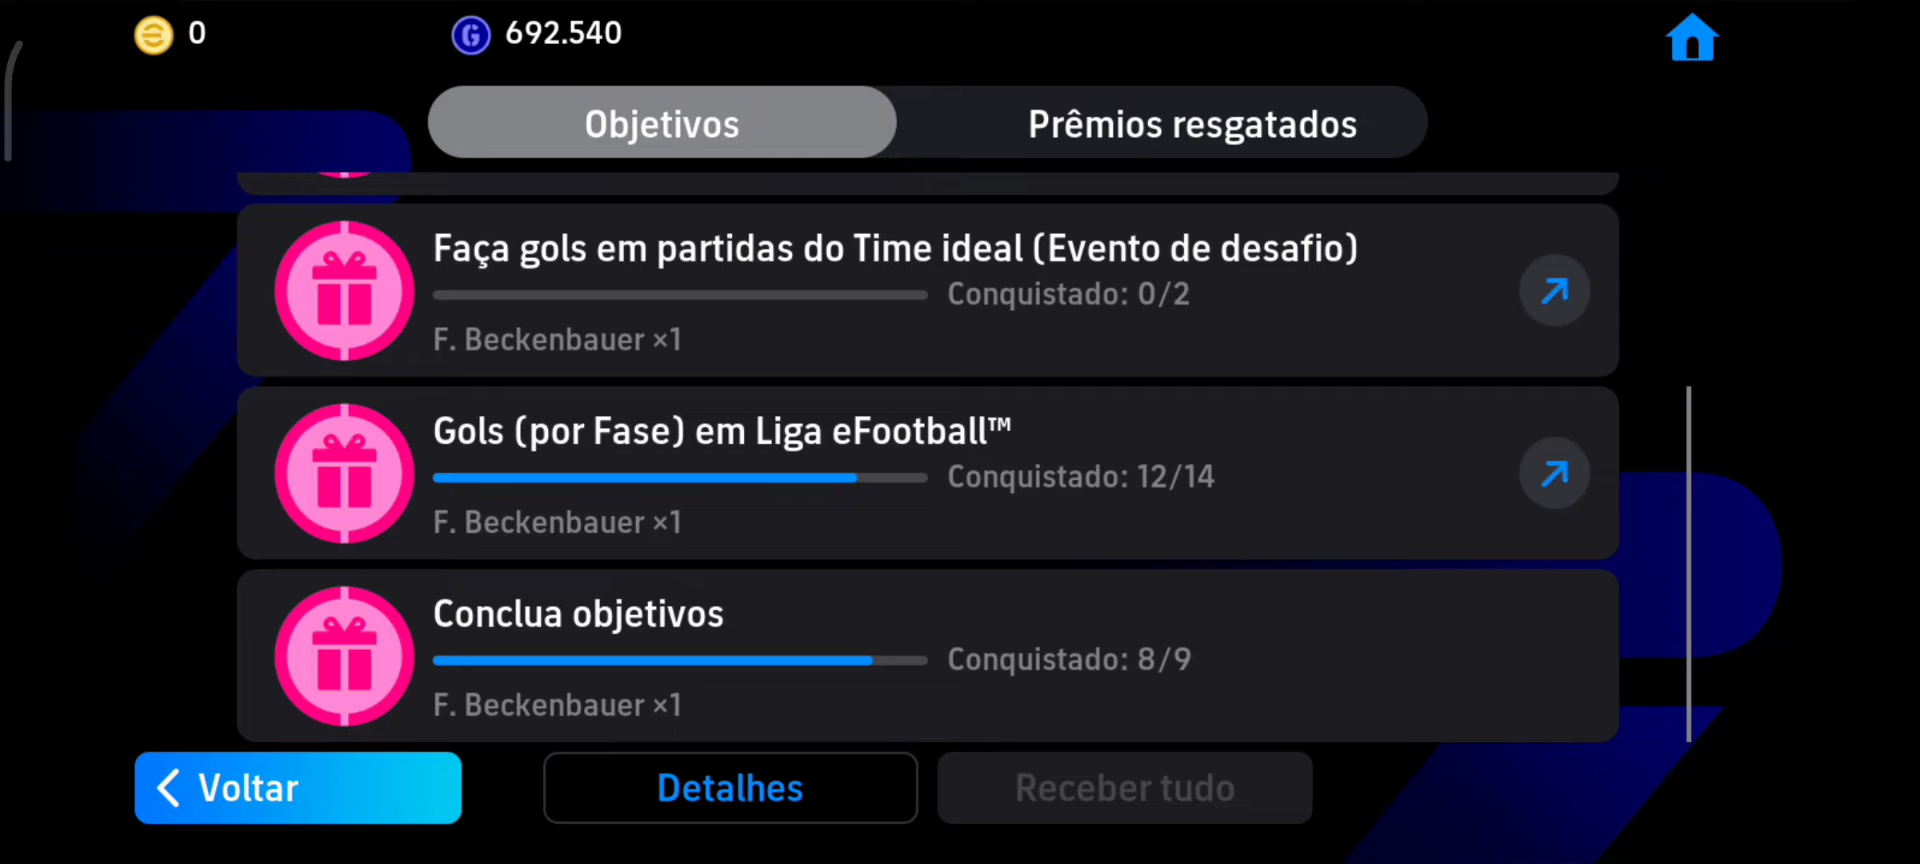 0
692.540
Objetivos
Prêmios resgatados
Faça gols em partidas do Time ideal (Evento de desafio)
Conquistado: 0/2
F. Beckenbauer ×1
Gols (por Fase) em Liga eFootball™
Conquistado: 12/14
F. Beckenbauer ×1
Conclua objetivos
Conquistado: 8/9
F. Beckenbauer ×1
Voltar
Detalhes
Receber tudo